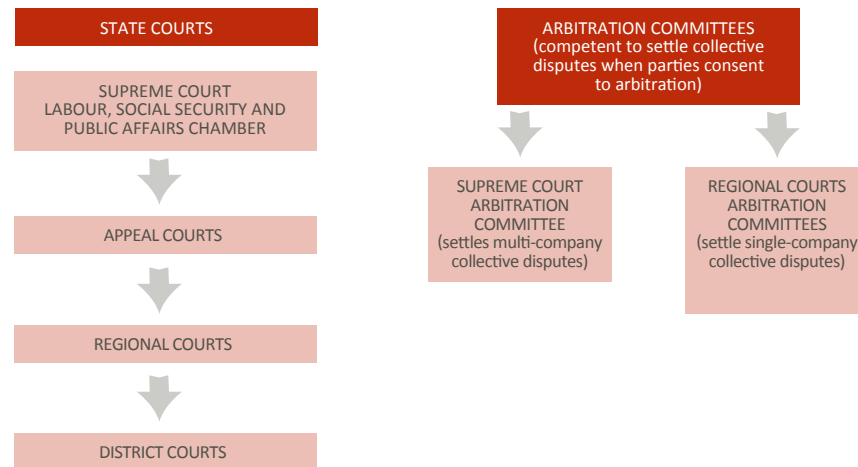 STATE COURTS
SUPREME COURT
LABOUR, SOCIAL SECURITY AND
PUBLIC AFFAIRS CHAMBER
APPEAL COURTS
REGIONAL COURTS
DISTRICT COURTS
ARBITRATION COMMITTEES
(competent to settle collective
disputes when parties consent
to arbitration)
SUPREME COURT
ARBITRATION
COMMITTEE
(settles multi-company
collective disputes)
REGIONAL COURTS
ARBITRATION
COMMITTEES
(settle single-company
collective disputes)